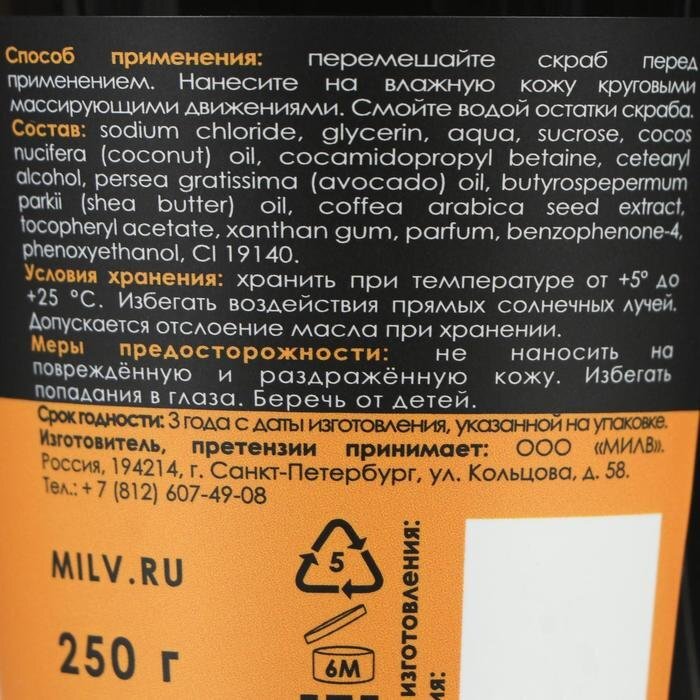 Способ применения: перемешайте скраб перед
применением. Нанесите на влажную кожу круговыми
массирующими движениями. Смойте водой остатки скраба.
Состав: sodium chloride, glycerin, aqua, sucrose, cocos
nucifera (coconut) oil, cocamidopropyl betaine, cetearyl
alcohol, persea gratissima (avocado) oil, butyrospepermum
parkii (shea butter) oil, coffea arabica seed extract,
tocopheryl acetate, xanthan gum, parfum, benzophenone-4,
phenoxyethanol, CI 19140.
Условия хранения: хранить при температуре от +5° до
+25 °C. Избегать воздействия прямых солнечных лучей.
Допускается отслоение масла при хранении.
Меры предосторожности: не наносить на
повреждённую и раздражённую кожу. Избегать
попадания в глаза. Беречь от детей.
Срок годности: 3 года с даты изготовления, указанной на упаковке.
Изготовитель, претензии принимает: ООО «МИЛВ».
Россия, 194214, г. Санкт-Петербург, ул. Кольцова, д. 58.
Тел.: + 7 (812) 607-49-08
MILV.RU
250 г
5
6M
изготовления: